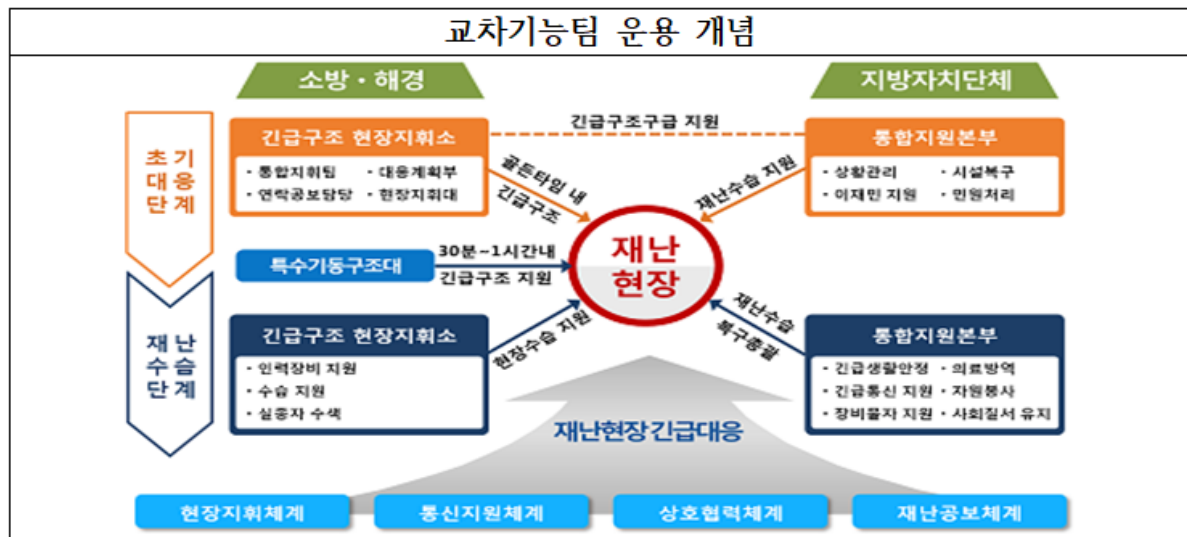 교차기능팀 운용 개념
소방・해경
지방자치단체
초 기
대 응
단 계
긴급구조 현장지휘소
・통합지휘팀 ・대응계획부
・연락공보담당 ・현장지휘대
긴급구조구급 지원
골든타임 내
긴급구조
재난수습 지원
통합지원본부
・상황관리 ・시설복구
・이재민 지원 ・민원처리
특수기동구조대
30분~1시간내
긴급구조 지원
재난
현장
재 난
수 습
단 계
긴급구조 현장지휘소
・인력장비 지원
・수습 지원
・실종자 수색
현장수습 지원
재난수습
복구총괄
통합지원본부
・긴급생활안정 ・의료방역
・긴급통신 지원 ・자원봉사
・장비물자 지원 ・사회질서 유지
재난현장 긴급대응
현장지휘체계
통신지원체계
상호협력체계
재난공보체계